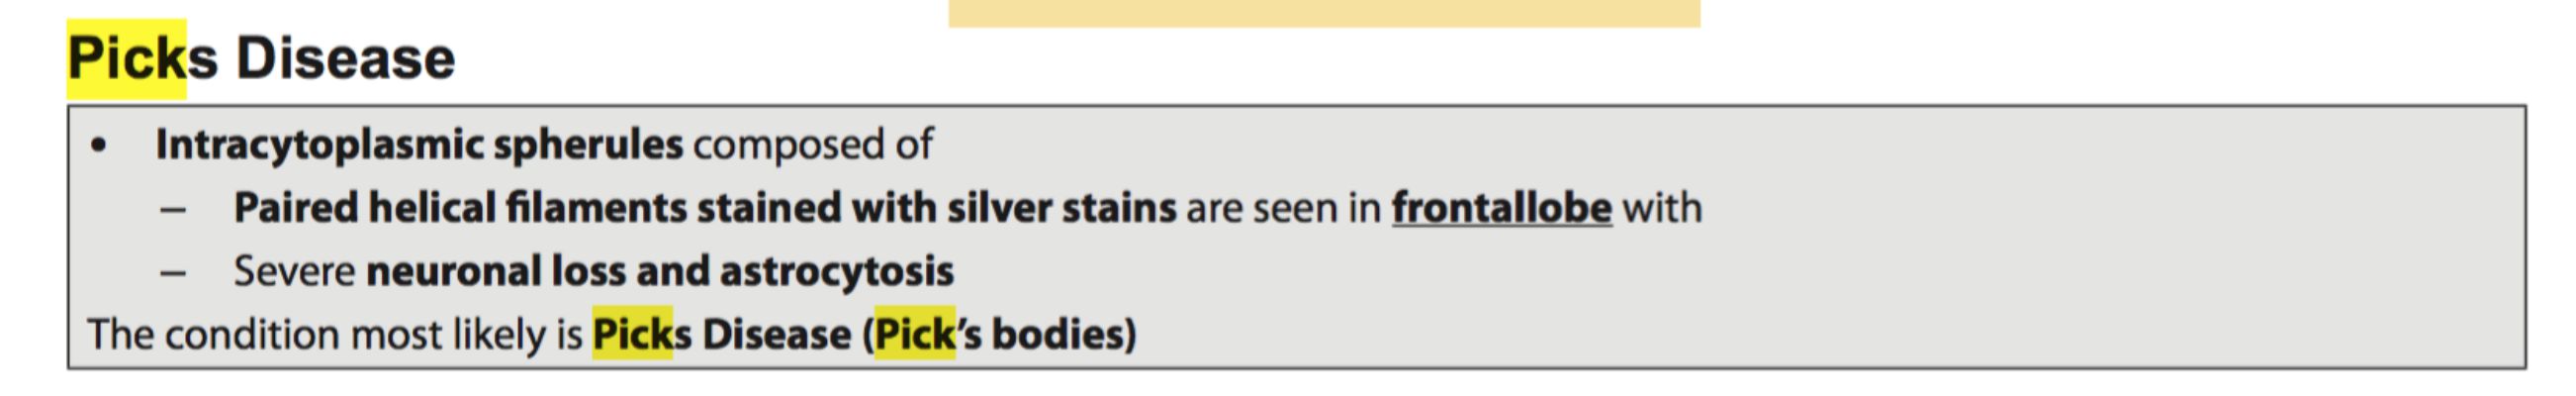 Picks Disease
• Intracytoplasmic spherules composed of
– Paired helical filaments stained with silver stains are seen in frontallobe with
– Severe neuronal loss and astrocytosis
The condition most likely is Picks Disease (Pick’s bodies)